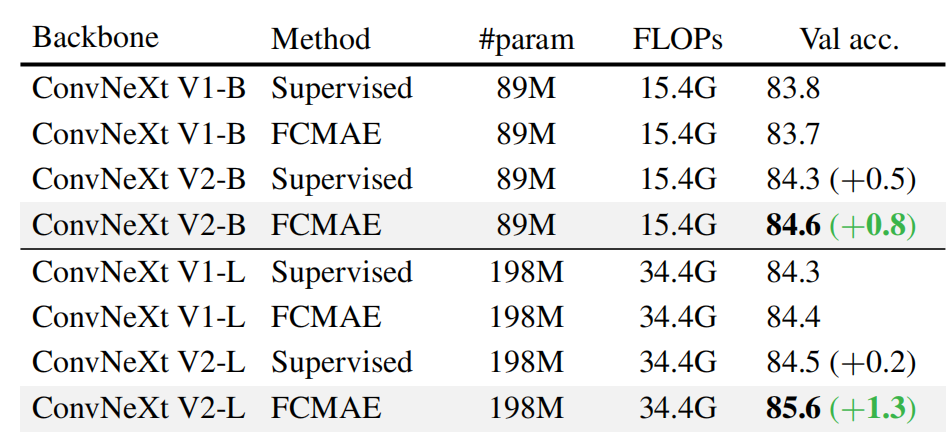 Backbone Method #param FLOPs Val acc.
ConvNeXt V1-B Supervised 89M 15.4G 83.8
ConvNeXt V1-B FCMAE 89M 15.4G 83.7
ConvNeXt V2-B Supervised 89M 15.4G 84.3 (+0.5)
ConvNeXt V2-B FCMAE 89M 15.4G 84.6 (+0.8)
ConvNeXt V1-L Supervised 198M 34.4G 84.3
ConvNeXt V1-L FCMAE 198M 34.4G 84.4
ConvNeXt V2-L Supervised 198M 34.4G 84.5 (+0.2)
ConvNeXt V2-L FCMAE 198M 34.4G 85.6 (+1.3)